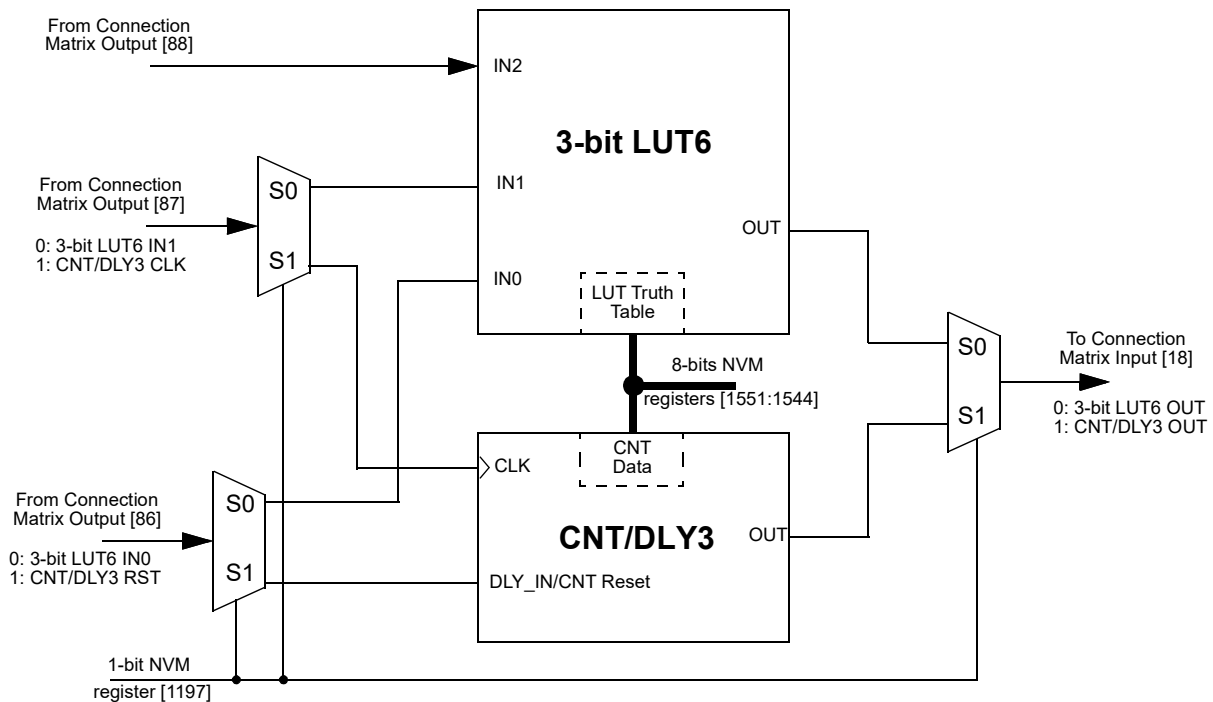 From Connection
Matrix Output [88]
IN2
3-bit LUT6
From Connection
Matrix Output [87]
0: 3-bit LUT6 IN1
1: CNT/DLY3 CLK
S0
S1
IN1
IN0
OUT
LUT Truth
Table
8-bits NVM
registers [1551:1544]
S0
S1
To Connection
Matrix Input [18]
0: 3-bit LUT6 OUT
1: CNT/DLY3 OUT
CNT
Data
CLK
CNT/DLY3
OUT
DLY_IN/CNT Reset
From Connection
Matrix Output [86]
0: 3-bit LUT6 IN0
1: CNT/DLY3 RST
S0
S1
1-bit NVM
register [1197]